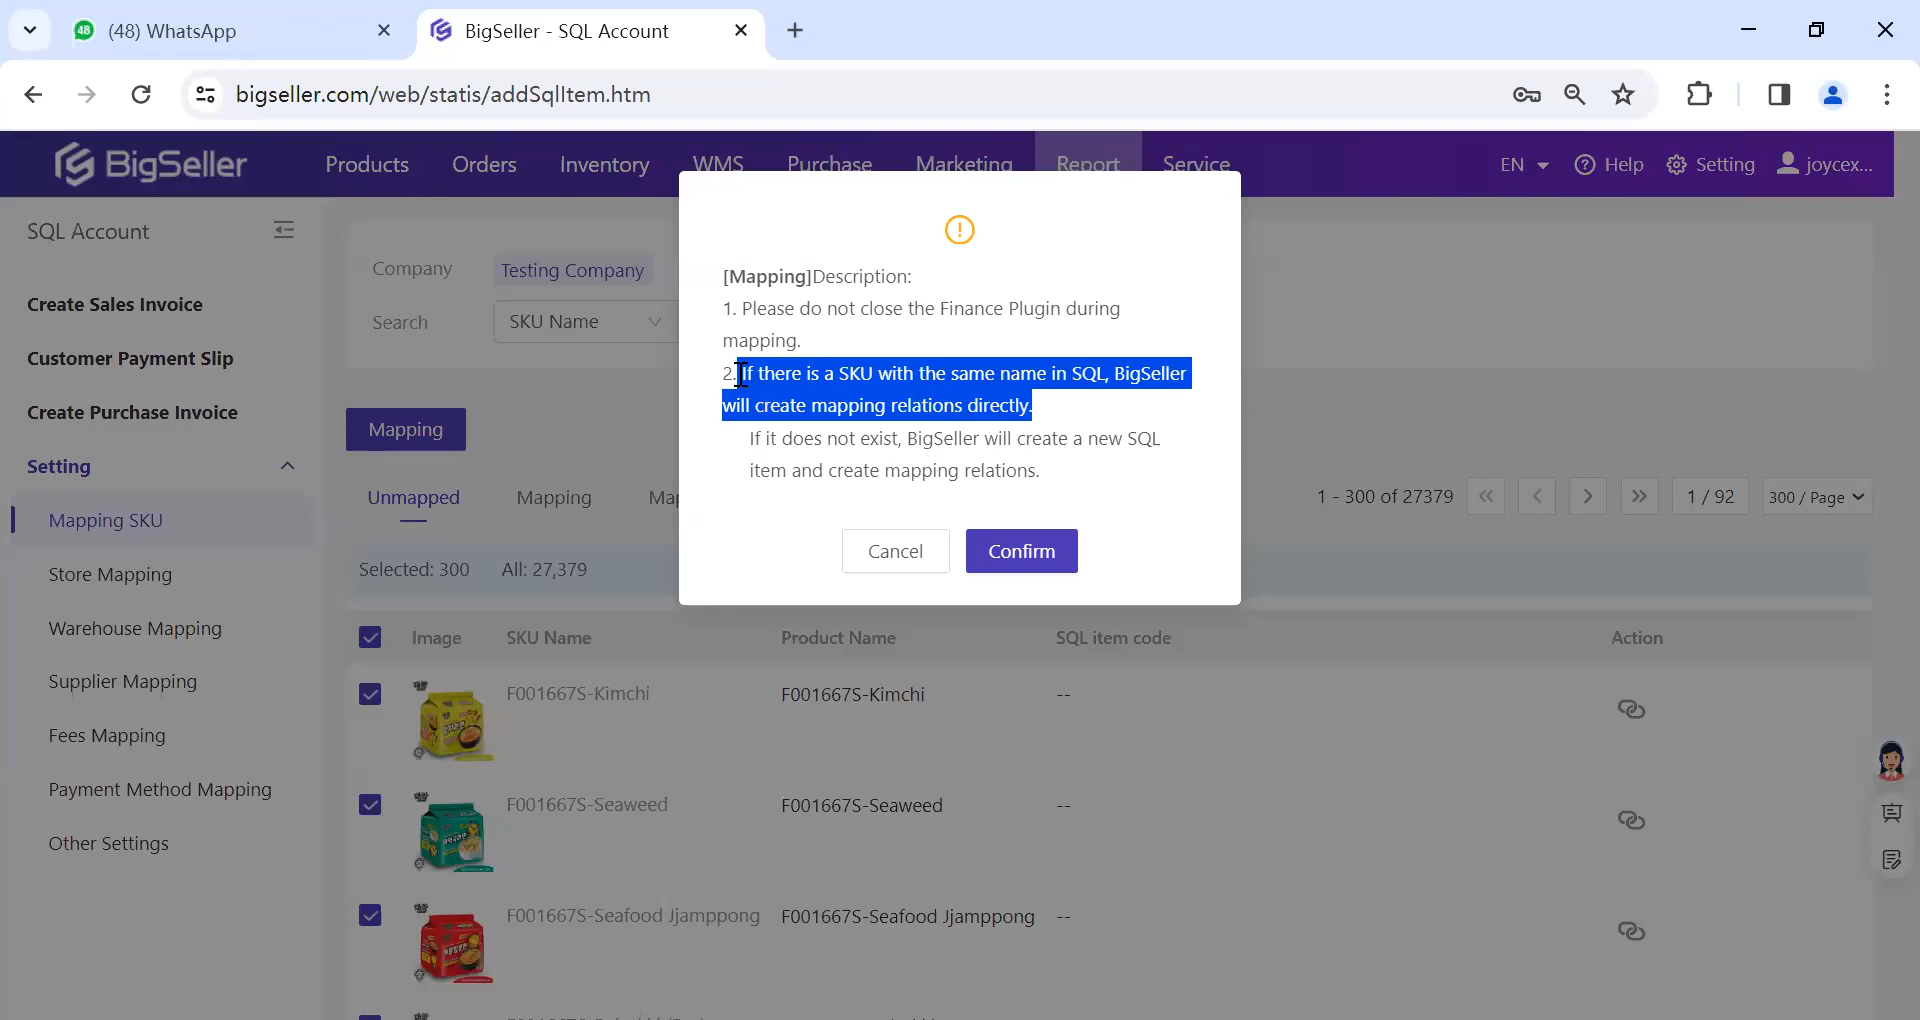 48
(48) WhatsApp
BigSeller - SQL Account
bigseller.com/web/statis/addSqlItem.htm
BigSeller
Products
Orders
Inventory
WMS
Purchase
Marketing
Report
Service
EN
Help
Setting
joycex...
SQL Account
Create Sales Invoice
Customer Payment Slip
Create Purchase Invoice
Setting
Mapping SKU
Store Mapping
Warehouse Mapping
Supplier Mapping
Fees Mapping
Payment Method Mapping
Other Settings
Company
Testing Company
Search
SKU Name
[Mapping]Description:
1. Please do not close the Finance Plugin during
mapping.
2. If there is a SKU with the same name in SQL, BigSeller
will create mapping relations directly.
If it does not exist, BigSeller will create a new SQL
item and create mapping relations.
Cancel
Confirm
Mapping
Unmapped
Mapping
Map
1 - 300 of 27379
1 / 92
300 / Page
Selected: 300
All: 27,379
Image
SKU Name
Product Name
SQL item code
Action
F001667S-Kimchi
F001667S-Kimchi
--
F001667S-Seaweed
F001667S-Seaweed
--
F001667S-Seafood Jjamppong
F001667S-Seafood Jjamppong
--